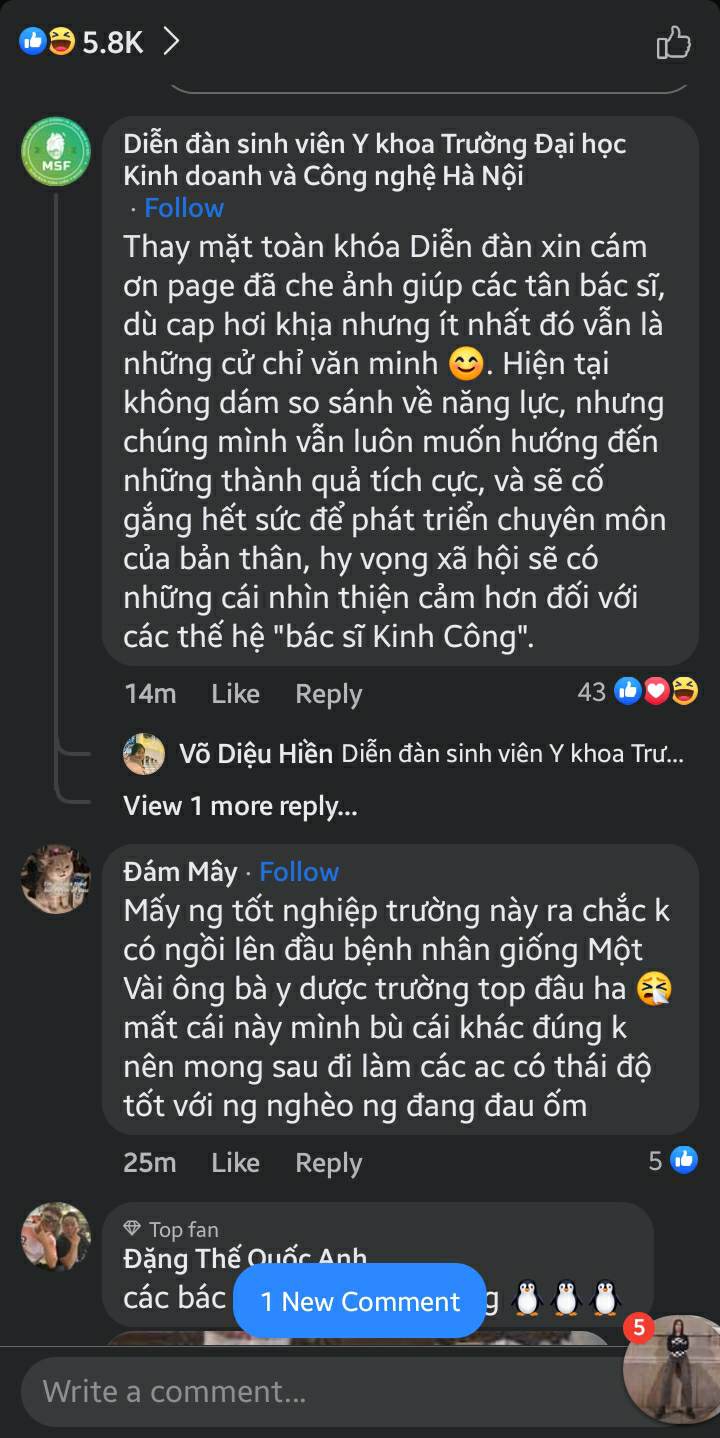 5.8K
MSF
Diễn đàn sinh viên Y khoa Trường Đại học
Kinh doanh và Công nghệ Hà Nội
· Follow
Thay mặt toàn khóa Diễn đàn xin cám
ơn page đã che ảnh giúp các tân bác sĩ,
dù cap hơi khịa nhưng ít nhất đó vẫn là
những cử chỉ văn minh 😊. Hiện tại
không dám so sánh về năng lực, nhưng
chúng mình vẫn luôn muốn hướng đến
những thành quả tích cực, và sẽ cố
gắng hết sức để phát triển chuyên môn
của bản thân, hy vọng xã hội sẽ có
những cái nhìn thiện cảm hơn đối với
các thế hệ "bác sĩ Kinh Công".
14m Like Reply 43
Võ Diệu Hiền Diễn đàn sinh viên Y khoa Trư...
View 1 more reply...
Đám Mây · Follow
Mấy ng tốt nghiệp trường này ra chắc k
có ngồi lên đầu bệnh nhân giống Một
Vài ông bà y dược trường top đâu ha 🤧
mất cái này mình bù cái khác đúng k
nên mong sau đi làm các ac có thái độ
tốt với ng nghèo ng đang đau ốm
25m Like Reply 5
Top fan
Đặng Thế Quốc Anh
các bác g 🐧🐧🐧
1 New Comment
5
Write a comment...